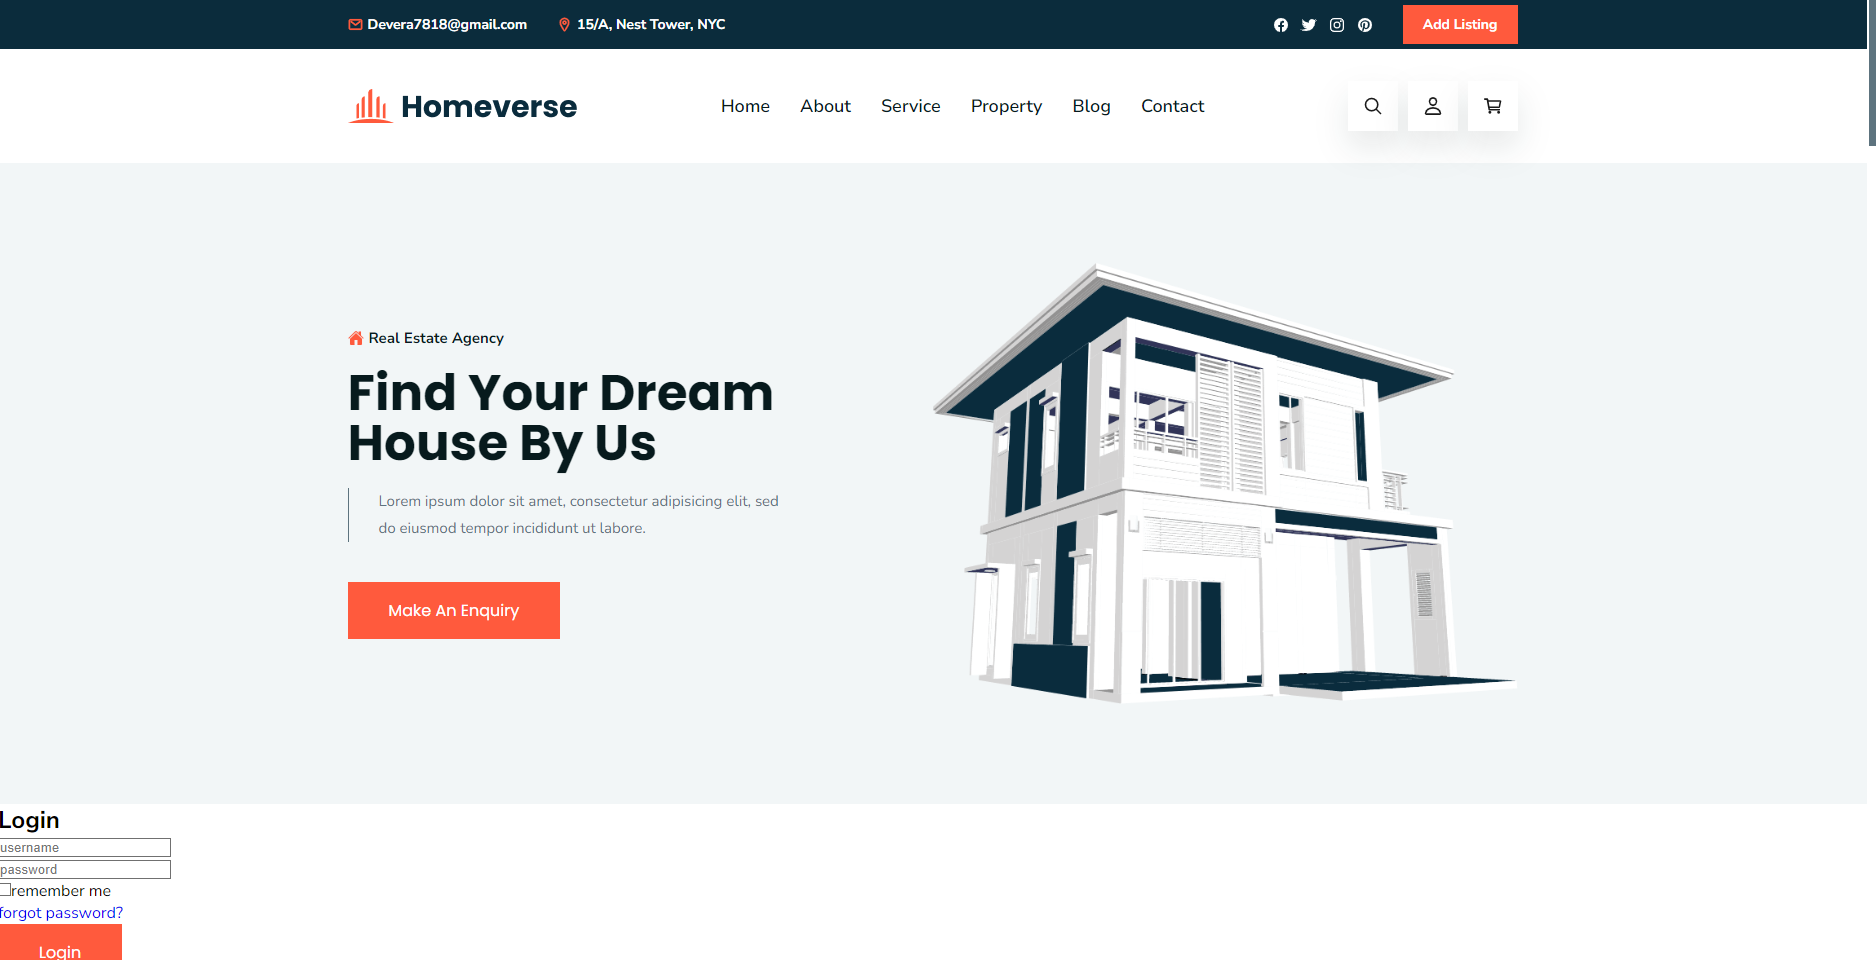 Devera7818@gmail.com 15/A, Nest Tower, NYC Add Listing
Homeverse Home About Service Property Blog Contact
Real Estate Agency
Find Your Dream
House By Us
Lorem ipsum dolor sit amet, consectetur adipisicing elit, sed
do eiusmod tempor incididunt ut labore.
Make An Enquiry
Login
username
password
remember me
forgot password?
Login